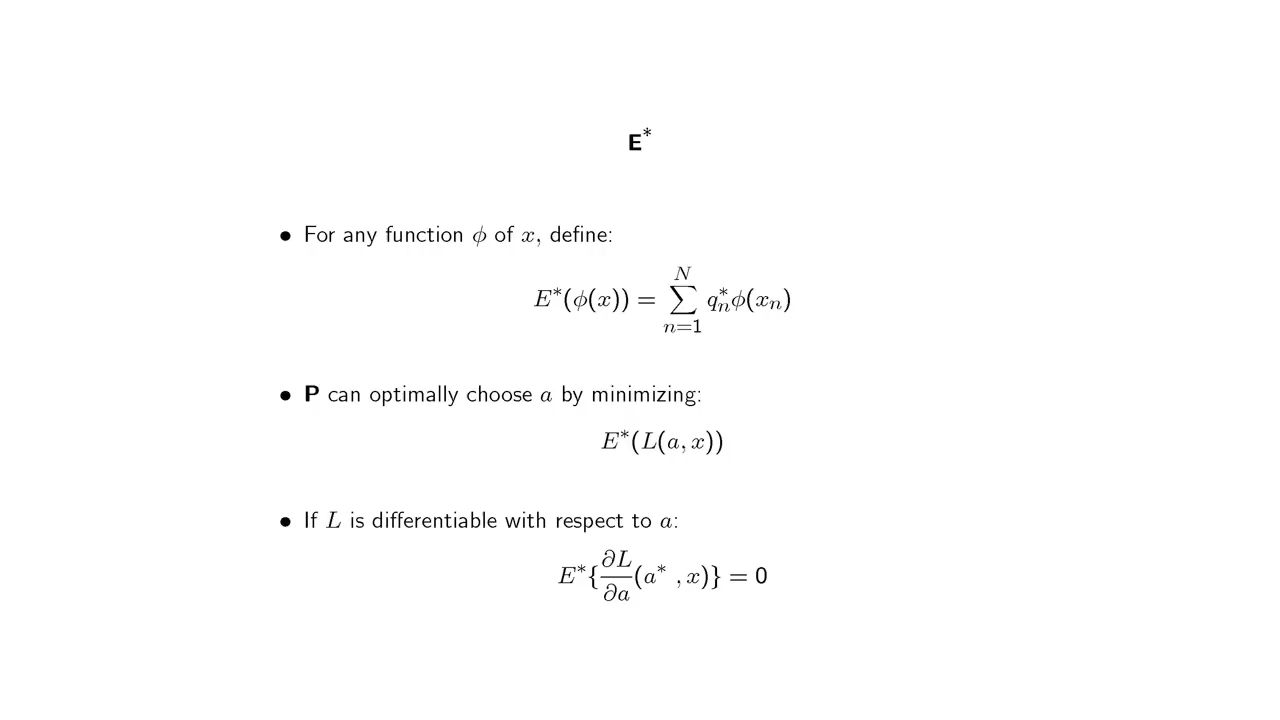 E*
• For any function ϕ of x, define:
E*(ϕ(x)) = ∑_{n=1}^{N} q_n^* ϕ(x_n)
• P can optimally choose a by minimizing:
E*(L(a, x))
• If L is differentiable with respect to a:
E*{∂L/∂a (a* , x)} = 0